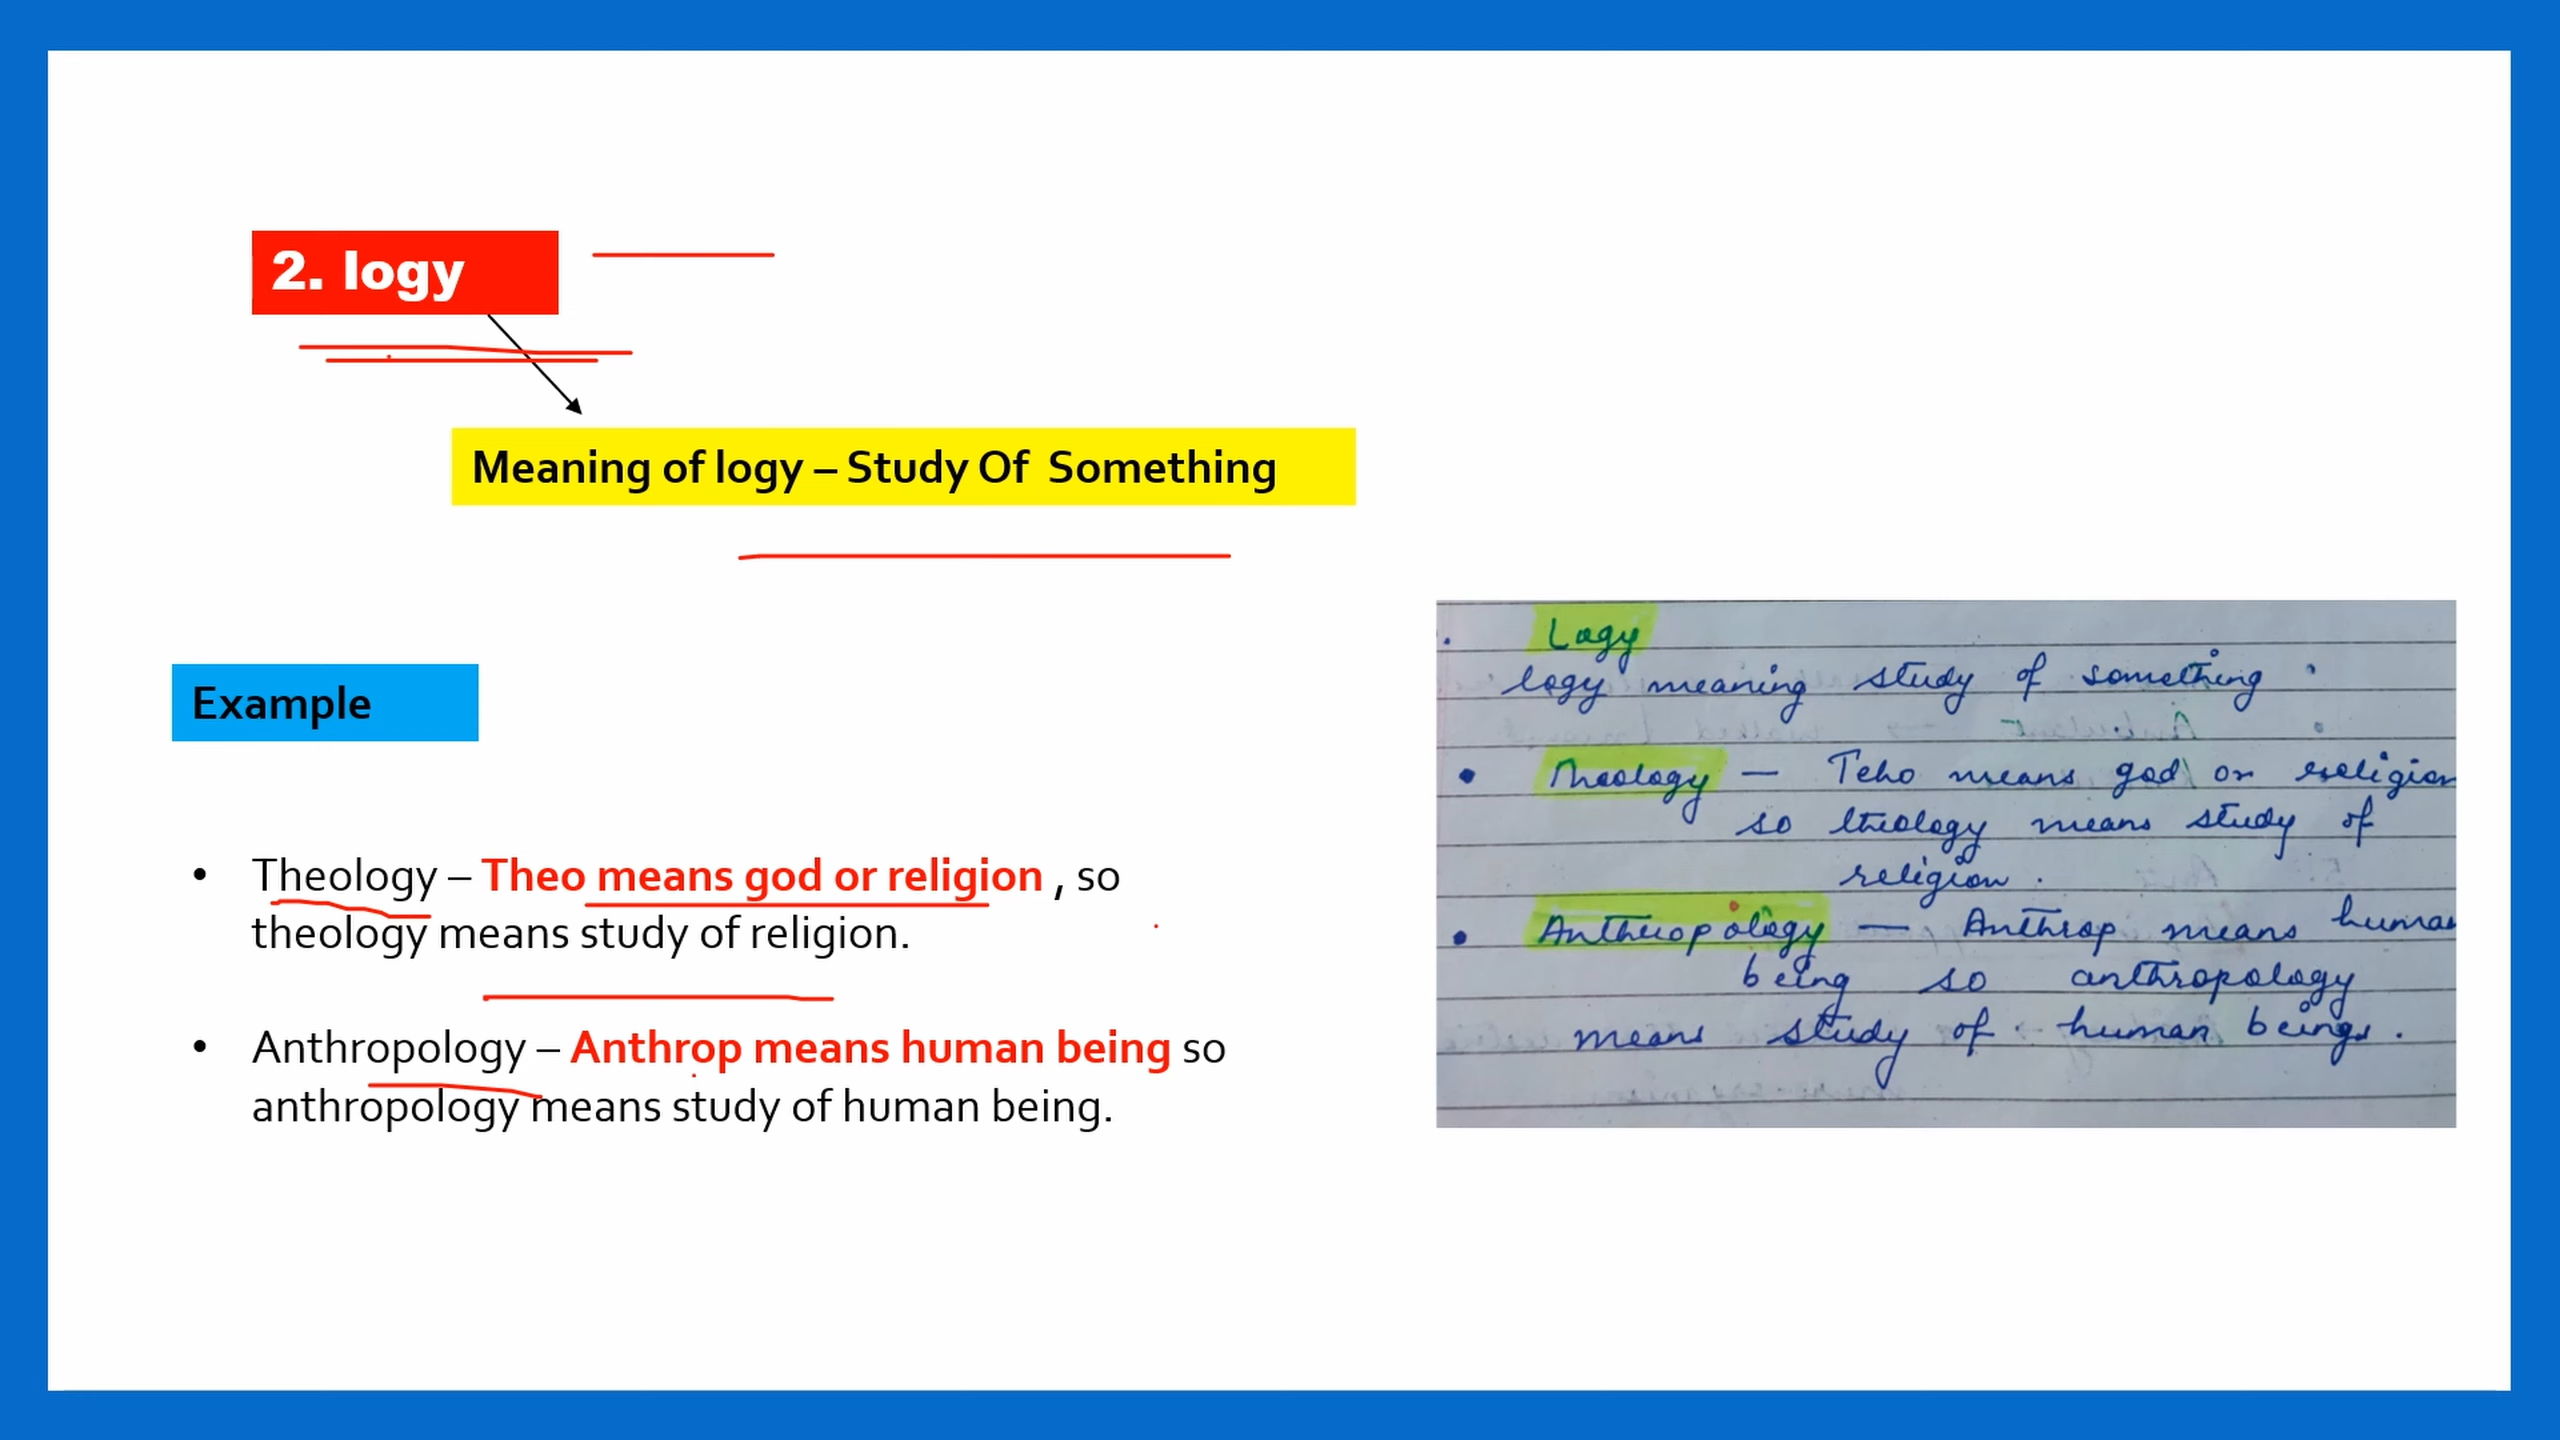 2. logy
Meaning of logy – Study Of Something
Example
• Theology – Theo means god or religion , so
theology means study of religion.
• Anthropology – Anthrop means human being so
anthropology means study of human being.
Logy
logy meaning study of something
• Theology — Teho means god or religion
so theology means study of
religion.
• Anthropology — Anthrop means human
being so anthropology
means study of human beings.